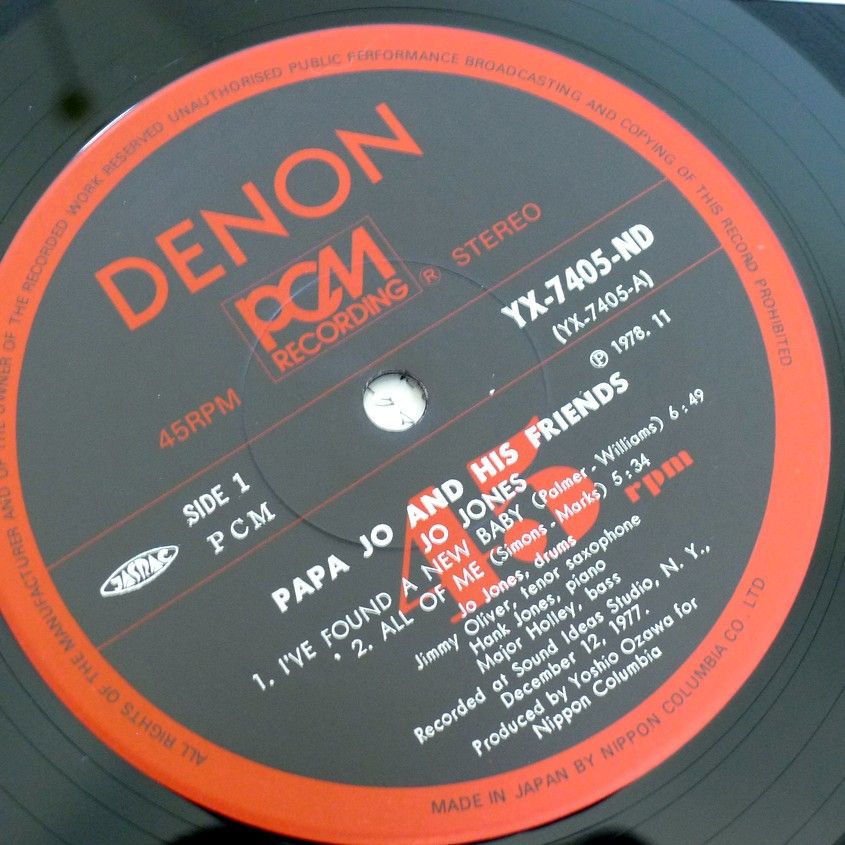 ALL RIGHTS OF THE MANUFACTURER AND OF THE OWNER OF THE RECORDED WORK RESERVED UNAUTHORISED PUBLIC PERFORMANCE BROADCASTING AND COPYING OF THIS RECORD PROHIBITED
DENON
PCM
RECORDING ® STEREO
45RPM
YX-7405-ND
(YX-7405-A)
SIDE 1
PCM
℗ 1978. 11
JASRAC
45 rpm
PAPA JO AND HIS FRIENDS
JO JONES
1. I'VE FOUND A NEW BABY (Palmer-Williams) 6:49
2. ALL OF ME (Simons-Marks) 5:34
Jo Jones, drums
Jimmy Oliver, tenor saxophone
Hank Jones, piano
Major Holley, bass
Recorded at Sound Ideas Studio, N. Y.,
December 12, 1977.
Produced by Yoshio Ozawa for
Nippon Columbia
MADE IN JAPAN BY NIPPON COLUMBIA CO. LTD